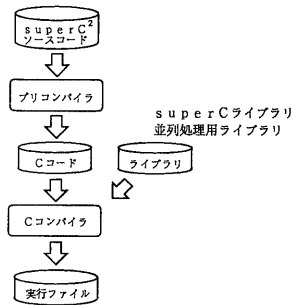 ｓｕｐｅｒＣ²
ソースコード
プリコンパイラ
ｓｕｐｅｒＣライブラリ
並列処理用ライブラリ
Ｃコード
ライブラリ
Ｃコンパイラ
実行ファイル